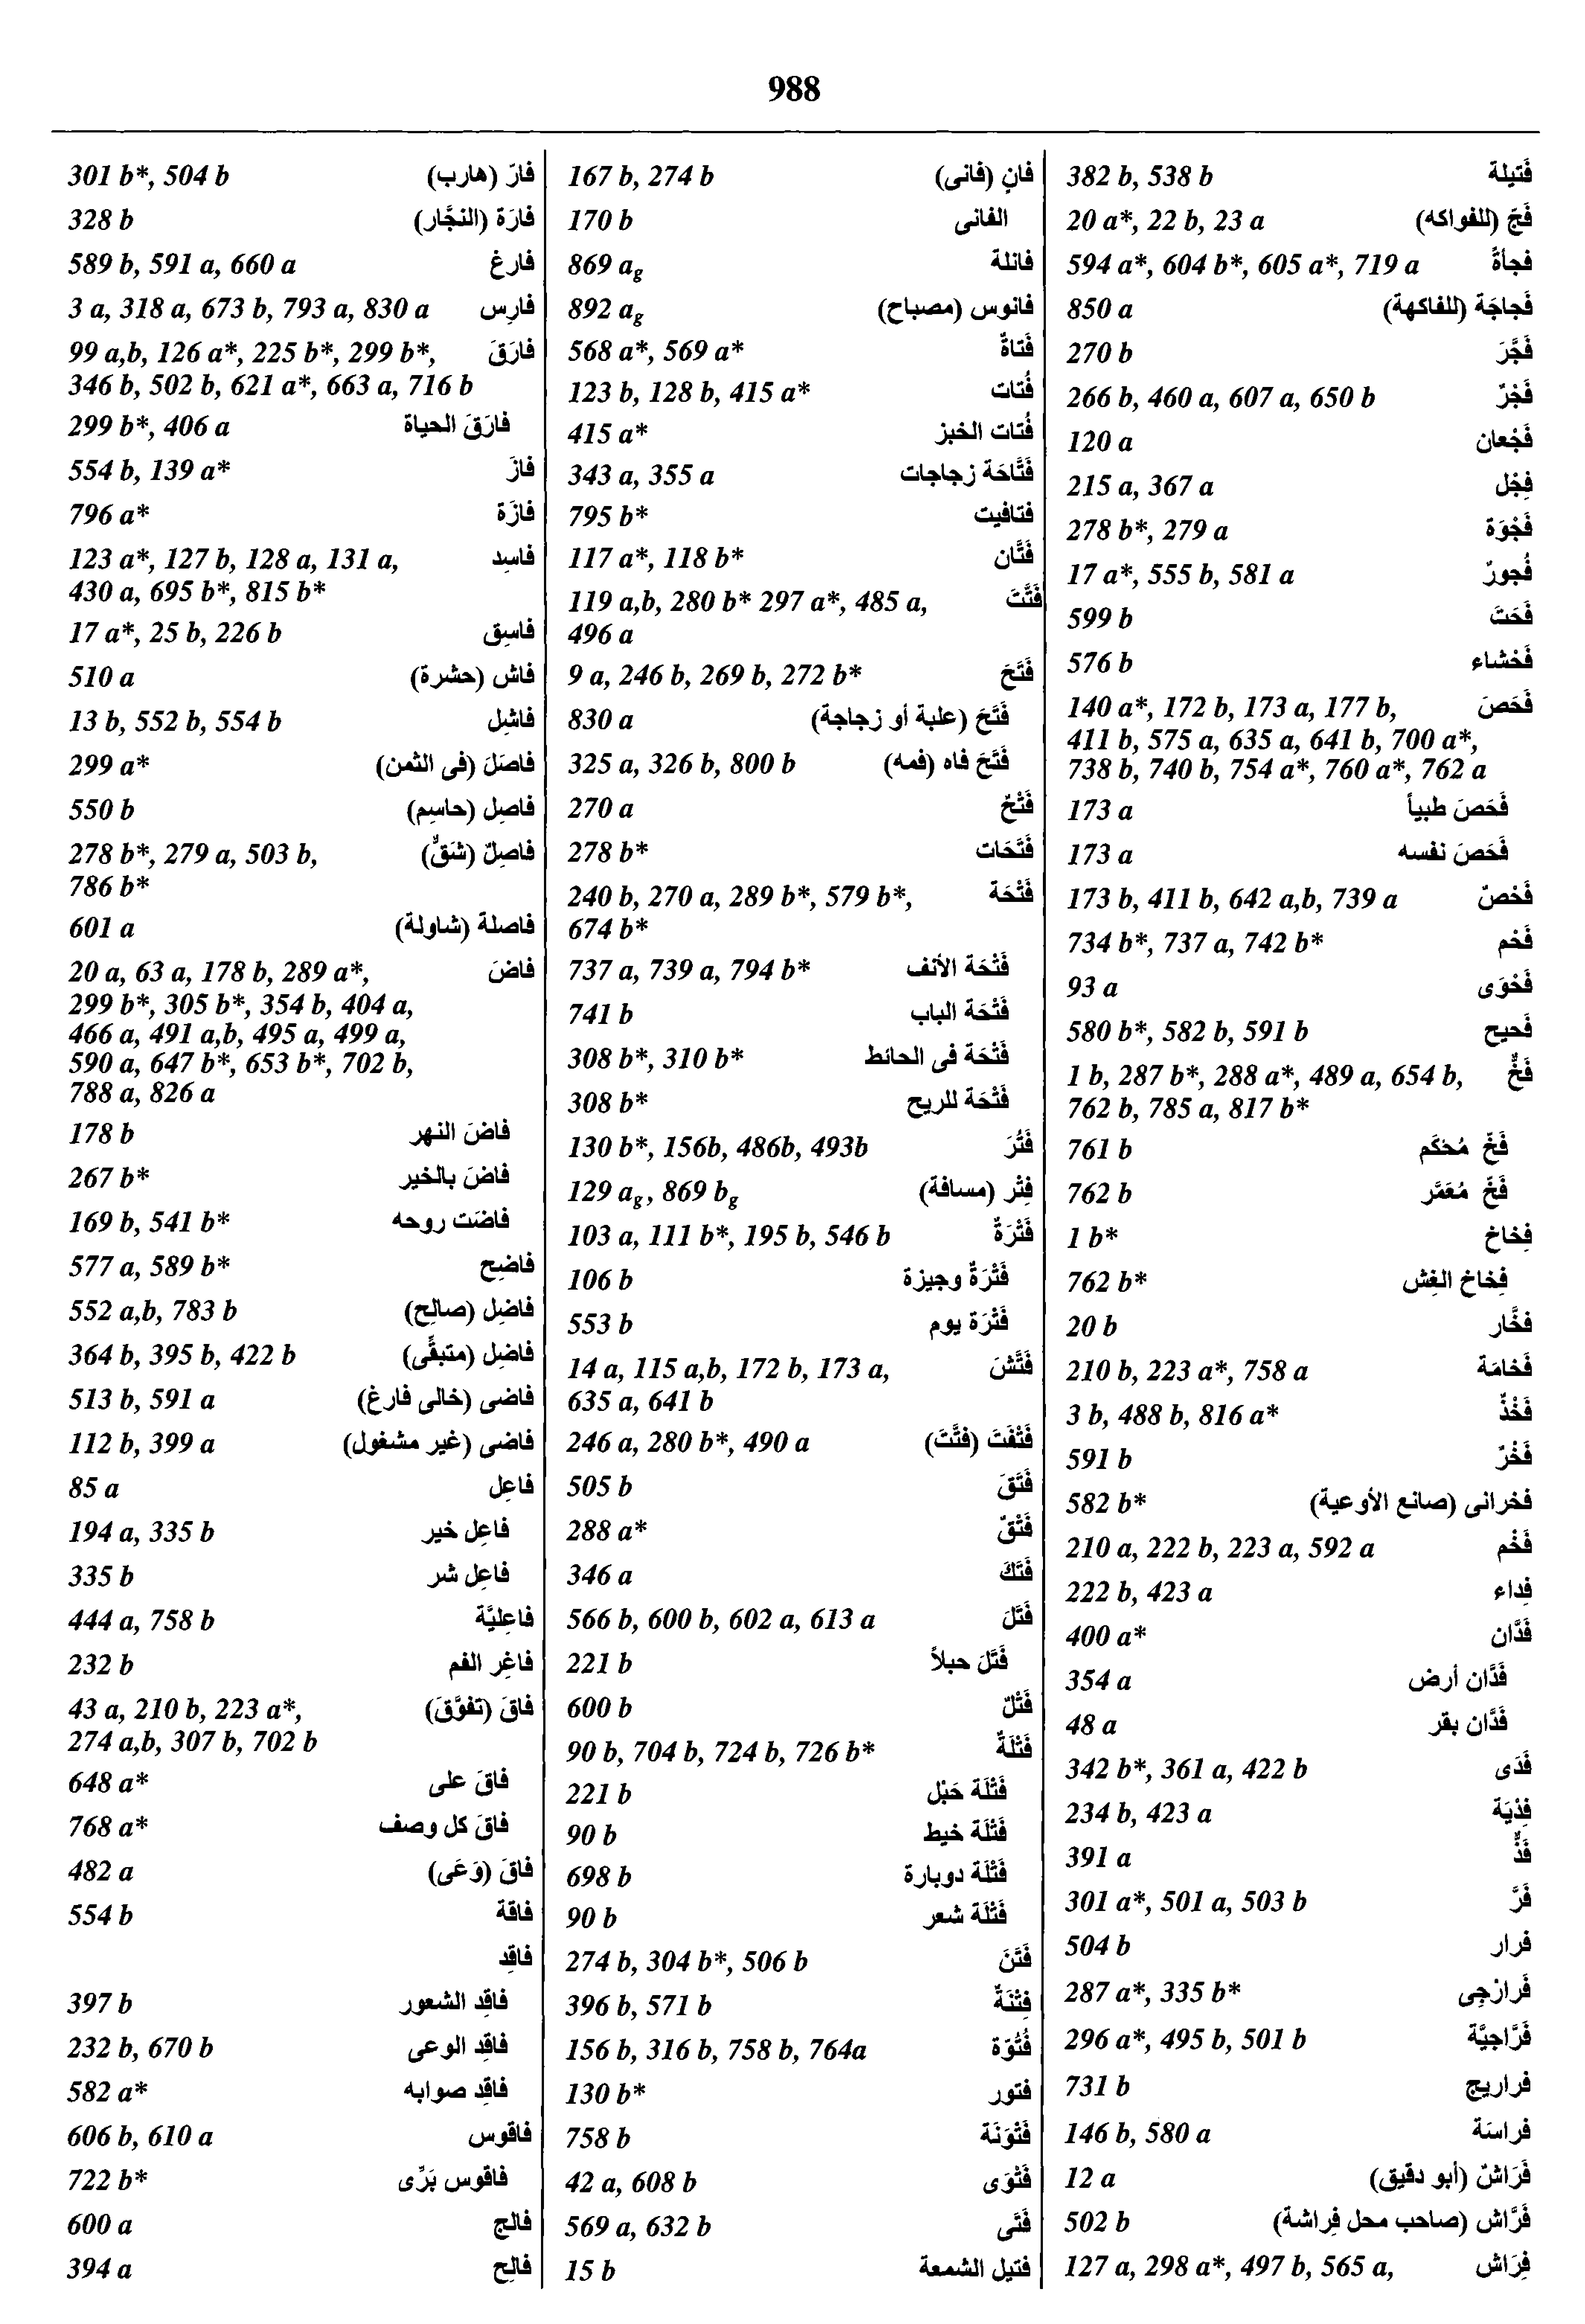 988
301 b*, 504 b فارّ (هارب)
328 b فارَة (النجَّار)
589 b, 591 a, 660 a فارغ
3 a, 318 a, 673 b, 793 a, 830 a فارِس
99 a,b, 126 a*, 225 b*, 299 b*, فارَقَ
346 b, 502 b, 621 a*, 663 a, 716 b
299 b*, 406 a فارَقَ الحياة
554 b, 139 a* فازَ
796 a* فازَة
123 a*, 127 b, 128 a, 131 a, فاسِد
430 a, 695 b*, 815 b*
17 a*, 25 b, 226 b فاسِق
510 a فاش (حشرة)
13 b, 552 b, 554 b فاشِل
299 a* فاصَلَ (فى الثمن)
550 b فاصِل (حاسِم)
278 b*, 279 a, 503 b, فاصِلٌ (شَقٌّ)
786 b*
601 a فاصلة (شاولة)
20 a, 63 a, 178 b, 289 a*, فاضَ
299 b*, 305 b*, 354 b, 404 a,
466 a, 491 a,b, 495 a, 499 a,
590 a, 647 b*, 653 b*, 702 b,
788 a, 826 a
178 b فاضَ النهر
267 b* فاضَ بالخير
169 b, 541 b* فاضَت روحه
577 a, 589 b* فاضِح
552 a,b, 783 b فاضِل (صالِح)
364 b, 395 b, 422 b فاضِل (متبقًّى)
513 b, 591 a فاضى (خالى فارغ)
112 b, 399 a فاضى (غير مشغول)
85 a فاعِل
194 a, 335 b فاعِل خير
335 b فاعِل شر
444 a, 758 b فاعليَّة
232 b فاغِر الفم
43 a, 210 b, 223 a*, فاقَ (تفوَّقَ)
274 a,b, 307 b, 702 b
648 a* فاقَ على
768 a* فاقَ كل وصف
482 a فاقَ (وَعَى)
554 b فاقة
فاقِد
397 b فاقِد الشعور
232 b, 670 b فاقِد الوعى
582 a* فاقِد صوابه
606 b, 610 a فاقوس
722 b* فاقوس بَرِّى
600 a فالج
394 a فالِح
167 b, 274 b فانٍ (فانى)
170 b الفانى
869 ag فانلة
892 ag فانوس (مصباح)
568 a*, 569 a* فَتاةٌ
123 b, 128 b, 415 a* فُتات
415 a* فُتات الخبز
343 a, 355 a فَتَّاحَة زجاجات
795 b* فتافيت
117 a*, 118 b* فَتَّان
119 a,b, 280 b* 297 a*, 485 a, فَتَّتَ
496 a
9 a, 246 b, 269 b, 272 b* فَتَحَ
830 a فَتَحَ (علبة أو زجاجة)
325 a, 326 b, 800 b فَتَحَ فاه (فمه)
270 a فَتْحٌ
278 b* فَتَحَات
240 b, 270 a, 289 b*, 579 b*, فَتْحَة
674 b*
737 a, 739 a, 794 b* فَتْحَة الأنف
741 b فَتْحَة الباب
308 b*, 310 b* فَتْحَة فى الحائط
308 b* فَتْحَة للريح
130 b*, 156b, 486b, 493b فَتُرَ
129 ag, 869 bg فِتْر (مسافة)
103 a, 111 b*, 195 b, 546 b فَتْرَةٌ
106 b فَتْرَةٌ وجيزة
553 b فَتْرَة يوم
14 a, 115 a,b, 172 b, 173 a, فَتَّشَ
635 a, 641 b
246 a, 280 b*, 490 a فَتْفَتَ (فتَّتَ)
505 b فَتَقَ
288 a* فَتْقٌ
346 a فَتَكَ
566 b, 600 b, 602 a, 613 a فَتَلَ
221 b فَتَلَ حبلاً
600 b فَتْلٌ
90 b, 704 b, 724 b, 726 b* فَتْلَةٌ
221 b فَتْلَة حَبْل
90 b فَتْلَة خيط
698 b فَتْلَة دوبارة
90 b فَتْلَة شعر
274 b, 304 b*, 506 b فَتَنَ
396 b, 571 b فِتْنَةٌ
156 b, 316 b, 758 b, 764a فُتُوَّة
130 b* فتور
758 b فَتْوَنَة
42 a, 608 b فَتْوَى
569 a, 632 b فَتًى
15 b فتيل الشمعة
382 b, 538 b فَتيلة
20 a*, 22 b, 23 a فَجّ (للفواكه)
594 a*, 604 b*, 605 a*, 719 a فجأةً
850 a فَجاجَة (للفاكهة)
270 b فَجَّرَ
266 b, 460 a, 607 a, 650 b فَجْرٌ
120 a فَجْعان
215 a, 367 a فِجْل
278 b*, 279 a فَجْوَة
17 a*, 555 b, 581 a فُجورٌ
599 b فَحَتَ
576 b فَحْشاء
140 a*, 172 b, 173 a, 177 b, فَحَصَ
411 b, 575 a, 635 a, 641 b, 700 a*,
738 b, 740 b, 754 a*, 760 a*, 762 a
173 a فَحَصَ طبياً
173 a فَحَصَ نفسه
173 b, 411 b, 642 a,b, 739 a فَحْصٌ
734 b*, 737 a, 742 b* فَحْم
93 a فَحْوَى
580 b*, 582 b, 591 b فَحيح
1 b, 287 b*, 288 a*, 489 a, 654 b, فَخٌّ
762 b, 785 a, 817 b*
761 b فَخّ مُحكَم
762 b فَخّ مُعَمَّر
1 b* فِخاخ
762 b* فِخاخ الغِش
20 b فخَّار
210 b, 223 a*, 758 a فَخامَة
3 b, 488 b, 816 a* فَخْذٌ
591 b فَخْرٌ
582 b* فخرانى (صانع الأوعية)
210 a, 222 b, 223 a, 592 a فَخْم
222 b, 423 a فِداء
400 a* فَدَّان
354 a فَدَّان أرض
48 a فَدَّان بقر
342 b*, 361 a, 422 b فَدَى
234 b, 423 a فِدْيَة
391 a فَذٌّ
301 a*, 501 a, 503 b فَرَّ
504 b فرار
287 a*, 335 b* فَرازجِى
296 a*, 495 b, 501 b فَرَّاجيَّة
731 b فراريج
146 b, 580 a فراسَة
12 a فَرَاشٌ (أبو دقيق)
502 b فَرَّاش (صاحب محل فِراشة)
127 a, 298 a*, 497 b, 565 a, فِرَاش